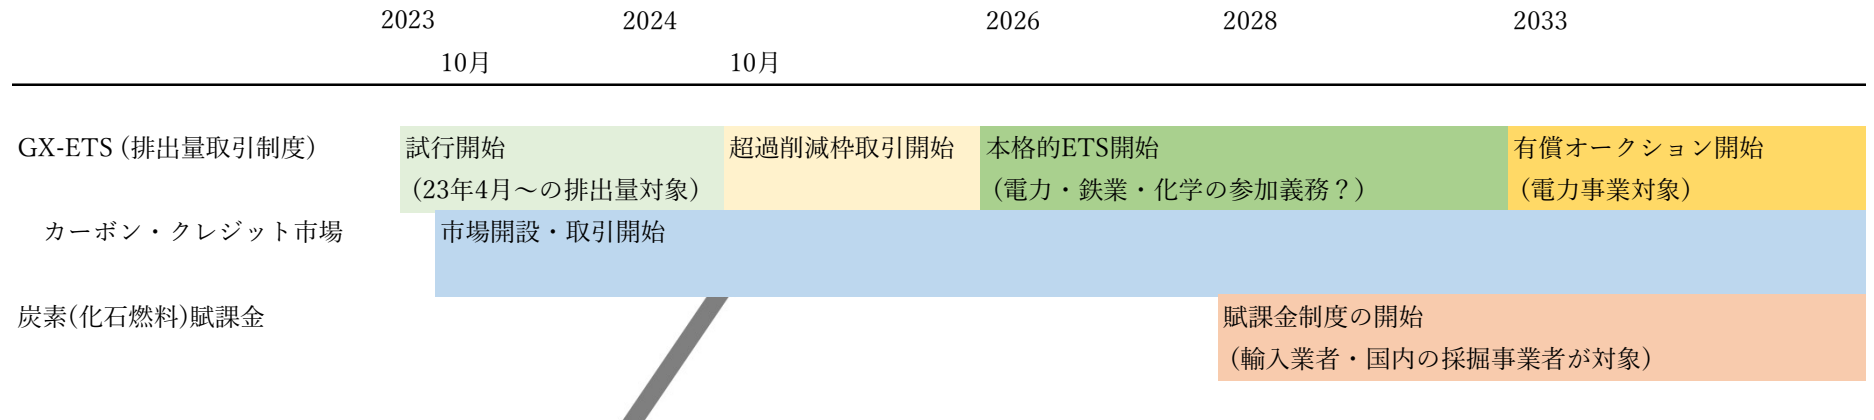 2023 2024 2026 2028 2033
10月 10月
GX-ETS (排出量取引制度) 試行開始 超過削減枠取引開始 本格的ETS開始 有償オークション開始
（23年4月～の排出量対象） （電力・鉄業・化学の参加義務？） （電力事業対象）
カーボン・クレジット市場 市場開設・取引開始
炭素(化石燃料)賦課金 賦課金制度の開始
（輸入業者・国内の採掘事業者が対象）